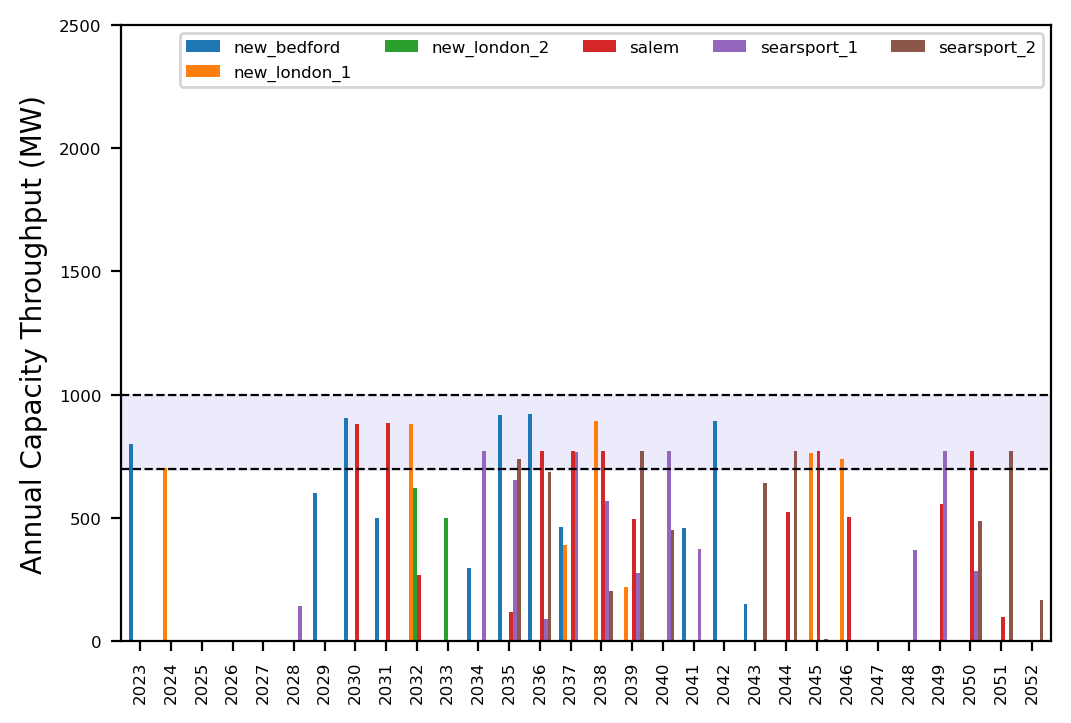 2500
2000
1500
1000
500
0
Annual Capacity Throughput (MW)
new_bedford new_london_2 salem searsport_1 searsport_2
new_london_1
2023 2024 2025 2026 2027 2028 2029 2030 2031 2032 2033 2034 2035 2036 2037 2038 2039 2040 2041 2042 2043 2044 2045 2046 2047 2048 2049 2050 2051 2052